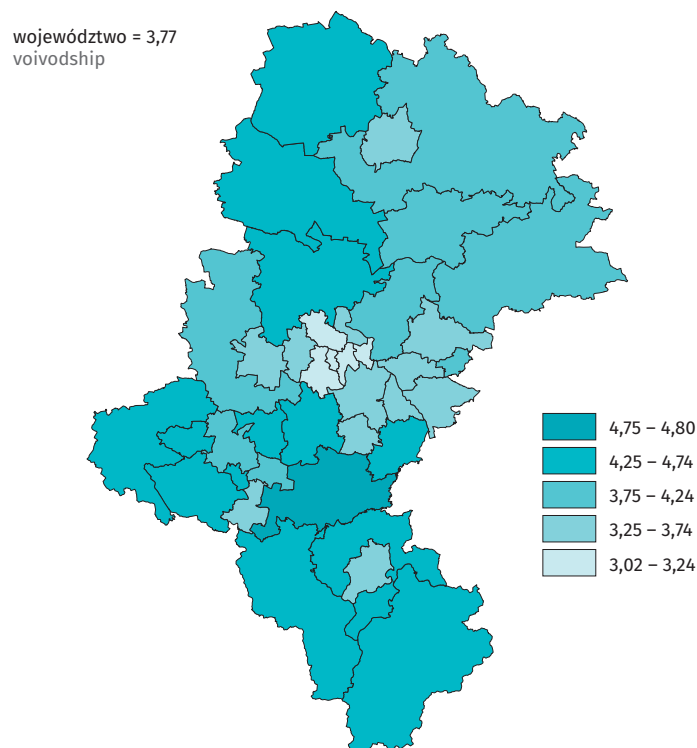 województwo = 3,77
voivodship
4,75 – 4,80
4,25 – 4,74
3,75 – 4,24
3,25 – 3,74
3,02 – 3,24